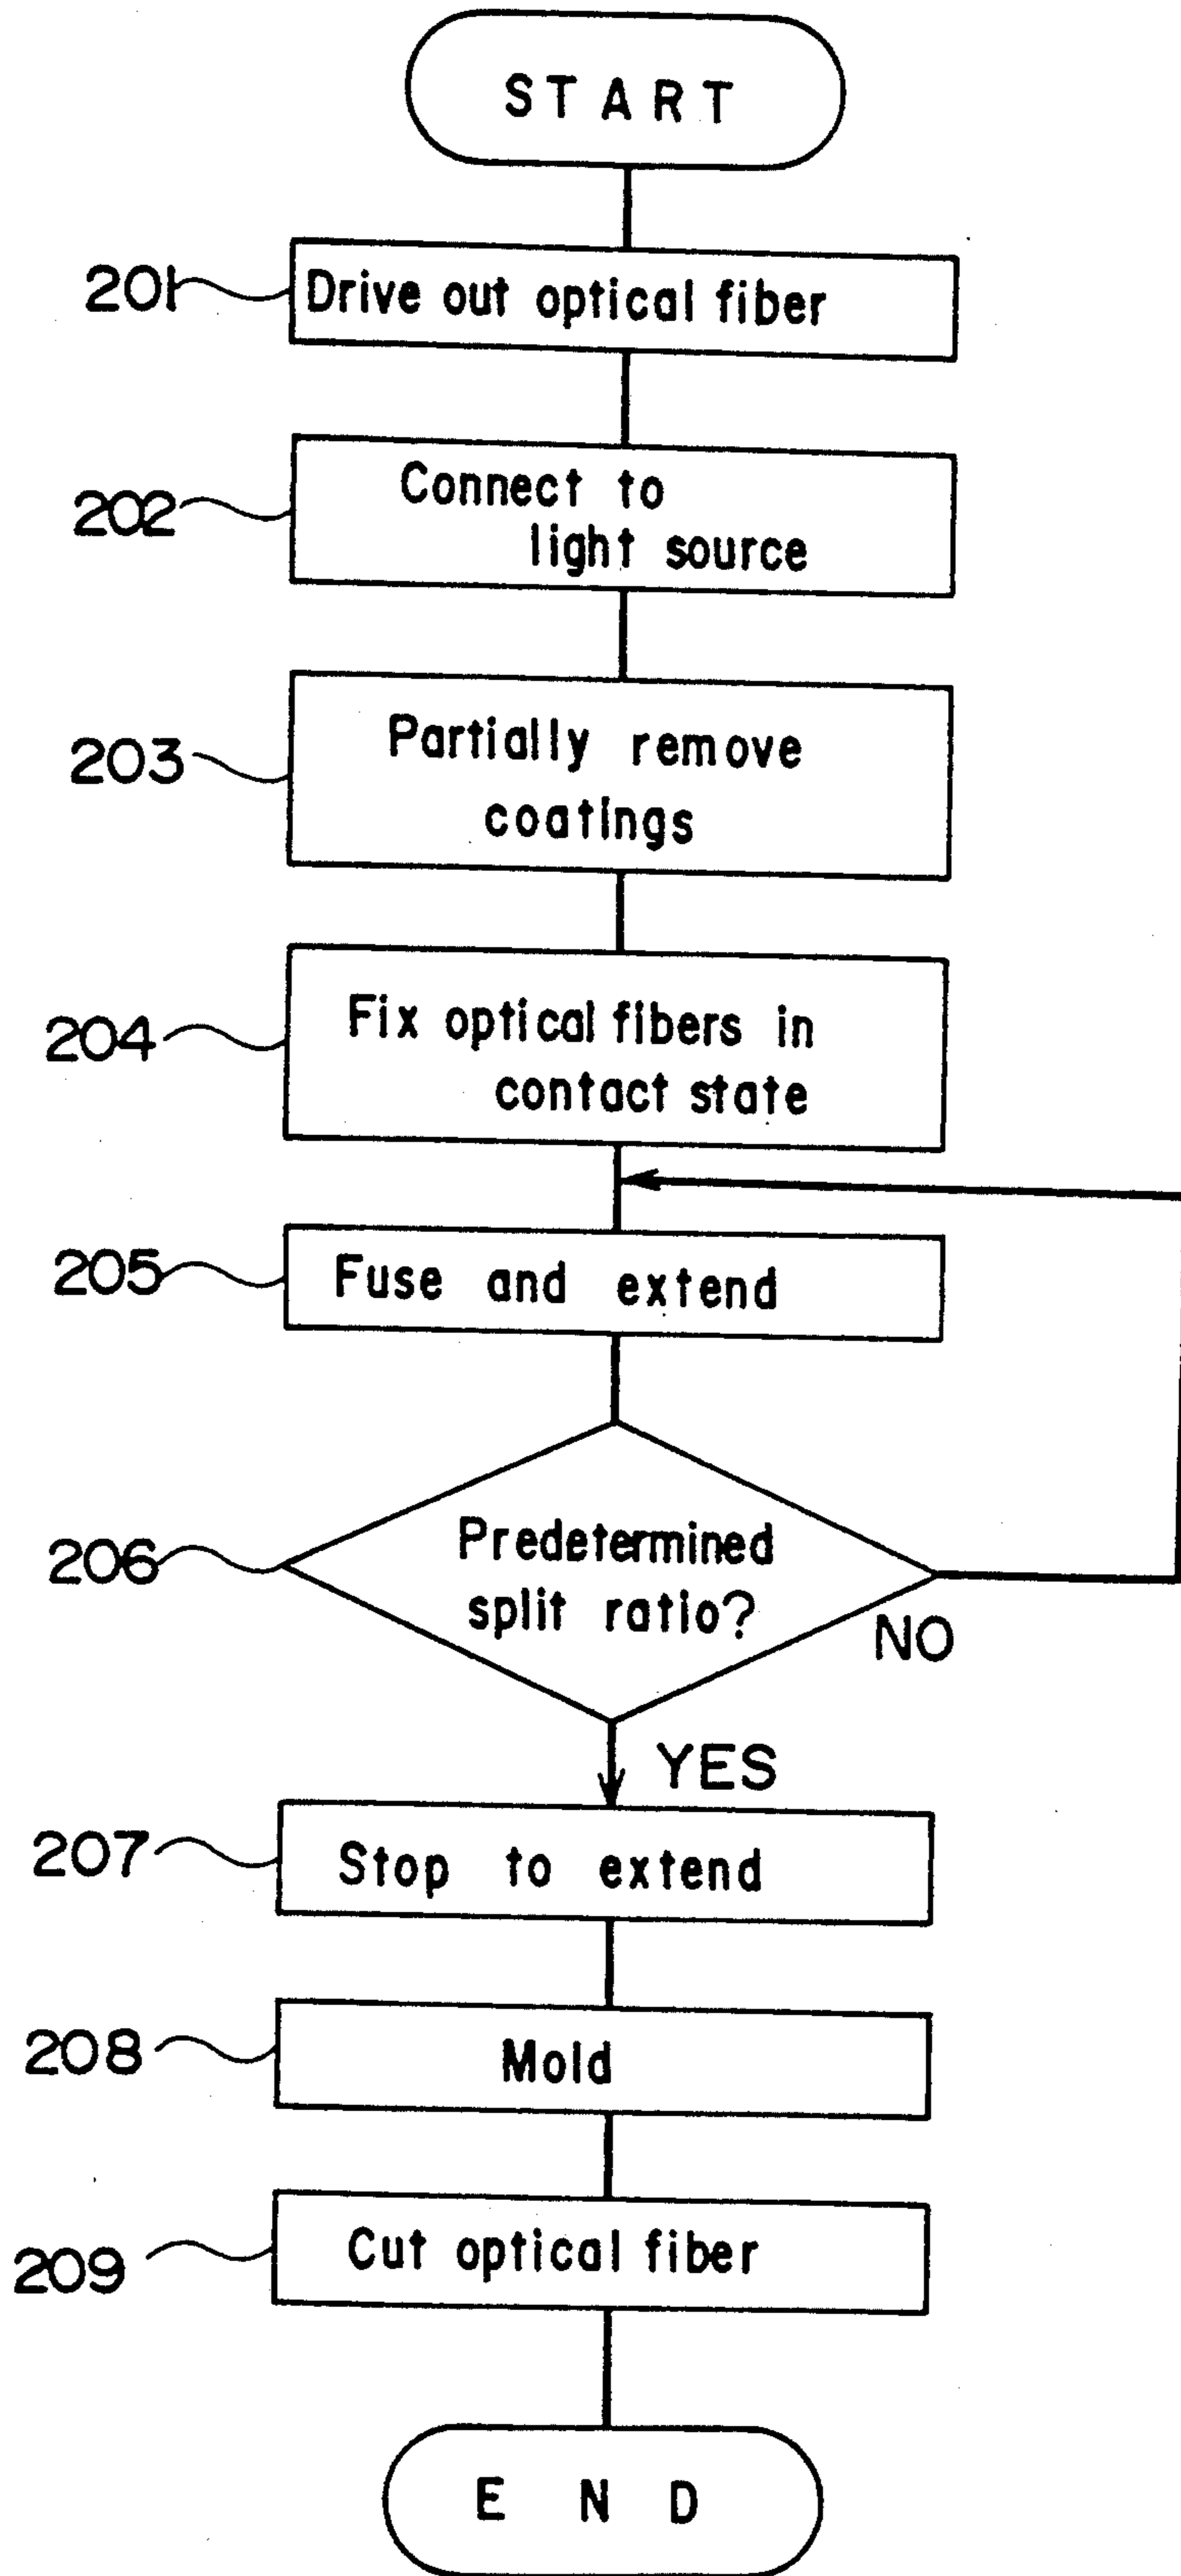 START
201
Drive out optical fiber
202
Connect to
light source
203
Partially remove
coatings
204
Fix optical fibers in
contact state
205
Fuse and extend
206
Predetermined
split ratio?
NO
YES
207
Stop to extend
208
Mold
209
Cut optical fiber
END